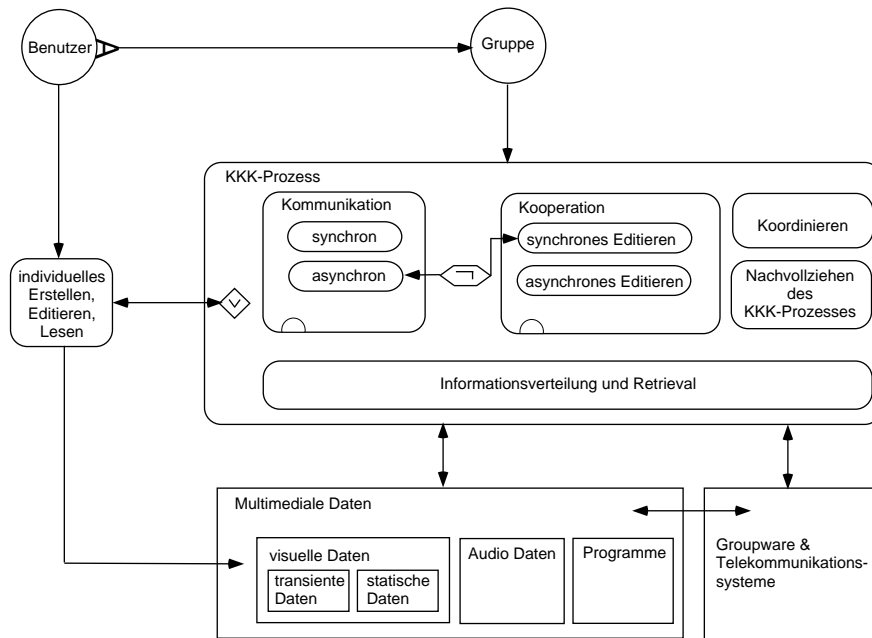 Benutzer
Gruppe
KKK-Prozess
Kommunikation
synchron
asynchron
Kooperation
synchrones Editieren
asynchrones Editieren
Koordinieren
Nachvollziehen
des
KKK-Prozesses
individuelles
Erstellen,
Editieren,
Lesen
Informationsverteilung und Retrieval
Multimediale Daten
visuelle Daten
transiente
Daten
statische
Daten
Audio Daten
Programme
Groupware &
Telekommunikations-
systeme